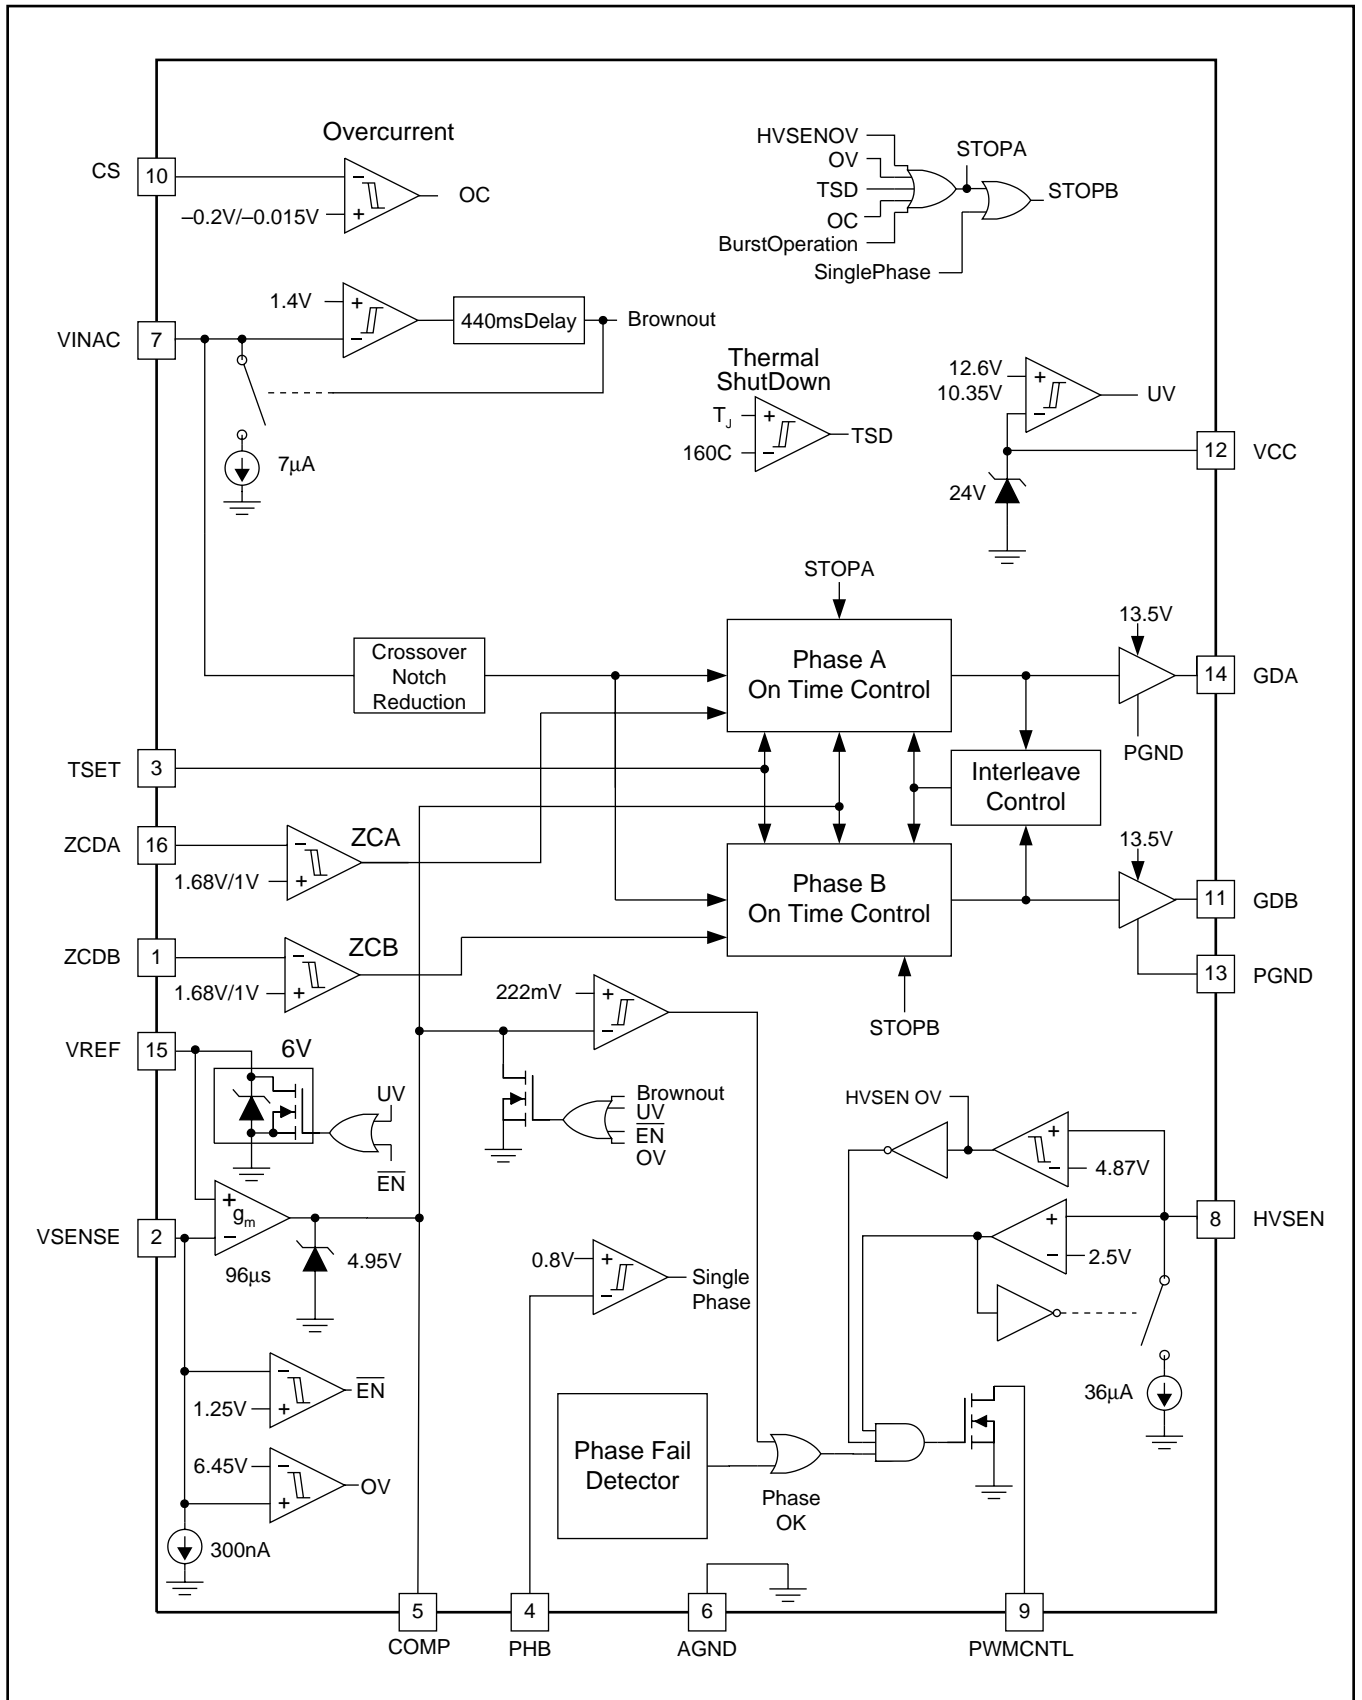 Overcurrent
CS
10
−
+
–0.2V/–0.015V
OC
HVSENOV
OV
TSD
OC
BurstOperation
SinglePhase
STOPA
STOPB
1.4V
+
−
440msDelay
Brownout
VINAC
7
7μA
Thermal
ShutDown
TJ
+
160C
−
TSD
12.6V
10.35V
+
−
UV
12
VCC
24V
STOPA
Crossover
Notch
Reduction
Phase A
On Time Control
13.5V
14
GDA
PGND
TSET
3
Interleave
Control
ZCDA
16
−
+
1.68V/1V
ZCA
Phase B
On Time Control
13.5V
11
GDB
ZCDB
1
−
+
1.68V/1V
ZCB
13
PGND
STOPB
222mV
+
−
VREF
15
6V
UV
EN
Brownout
UV
EN
OV
HVSEN OV
+
−
4.87V
VSENSE
2
+
gm
−
96μs
4.95V
+
−
2.5V
8
HVSEN
0.8V
+
−
Single
Phase
−
+
1.25V
EN
36μA
6.45V
−
+
OV
Phase Fail
Detector
Phase
OK
300nA
5
COMP
4
PHB
6
AGND
9
PWMCNTL